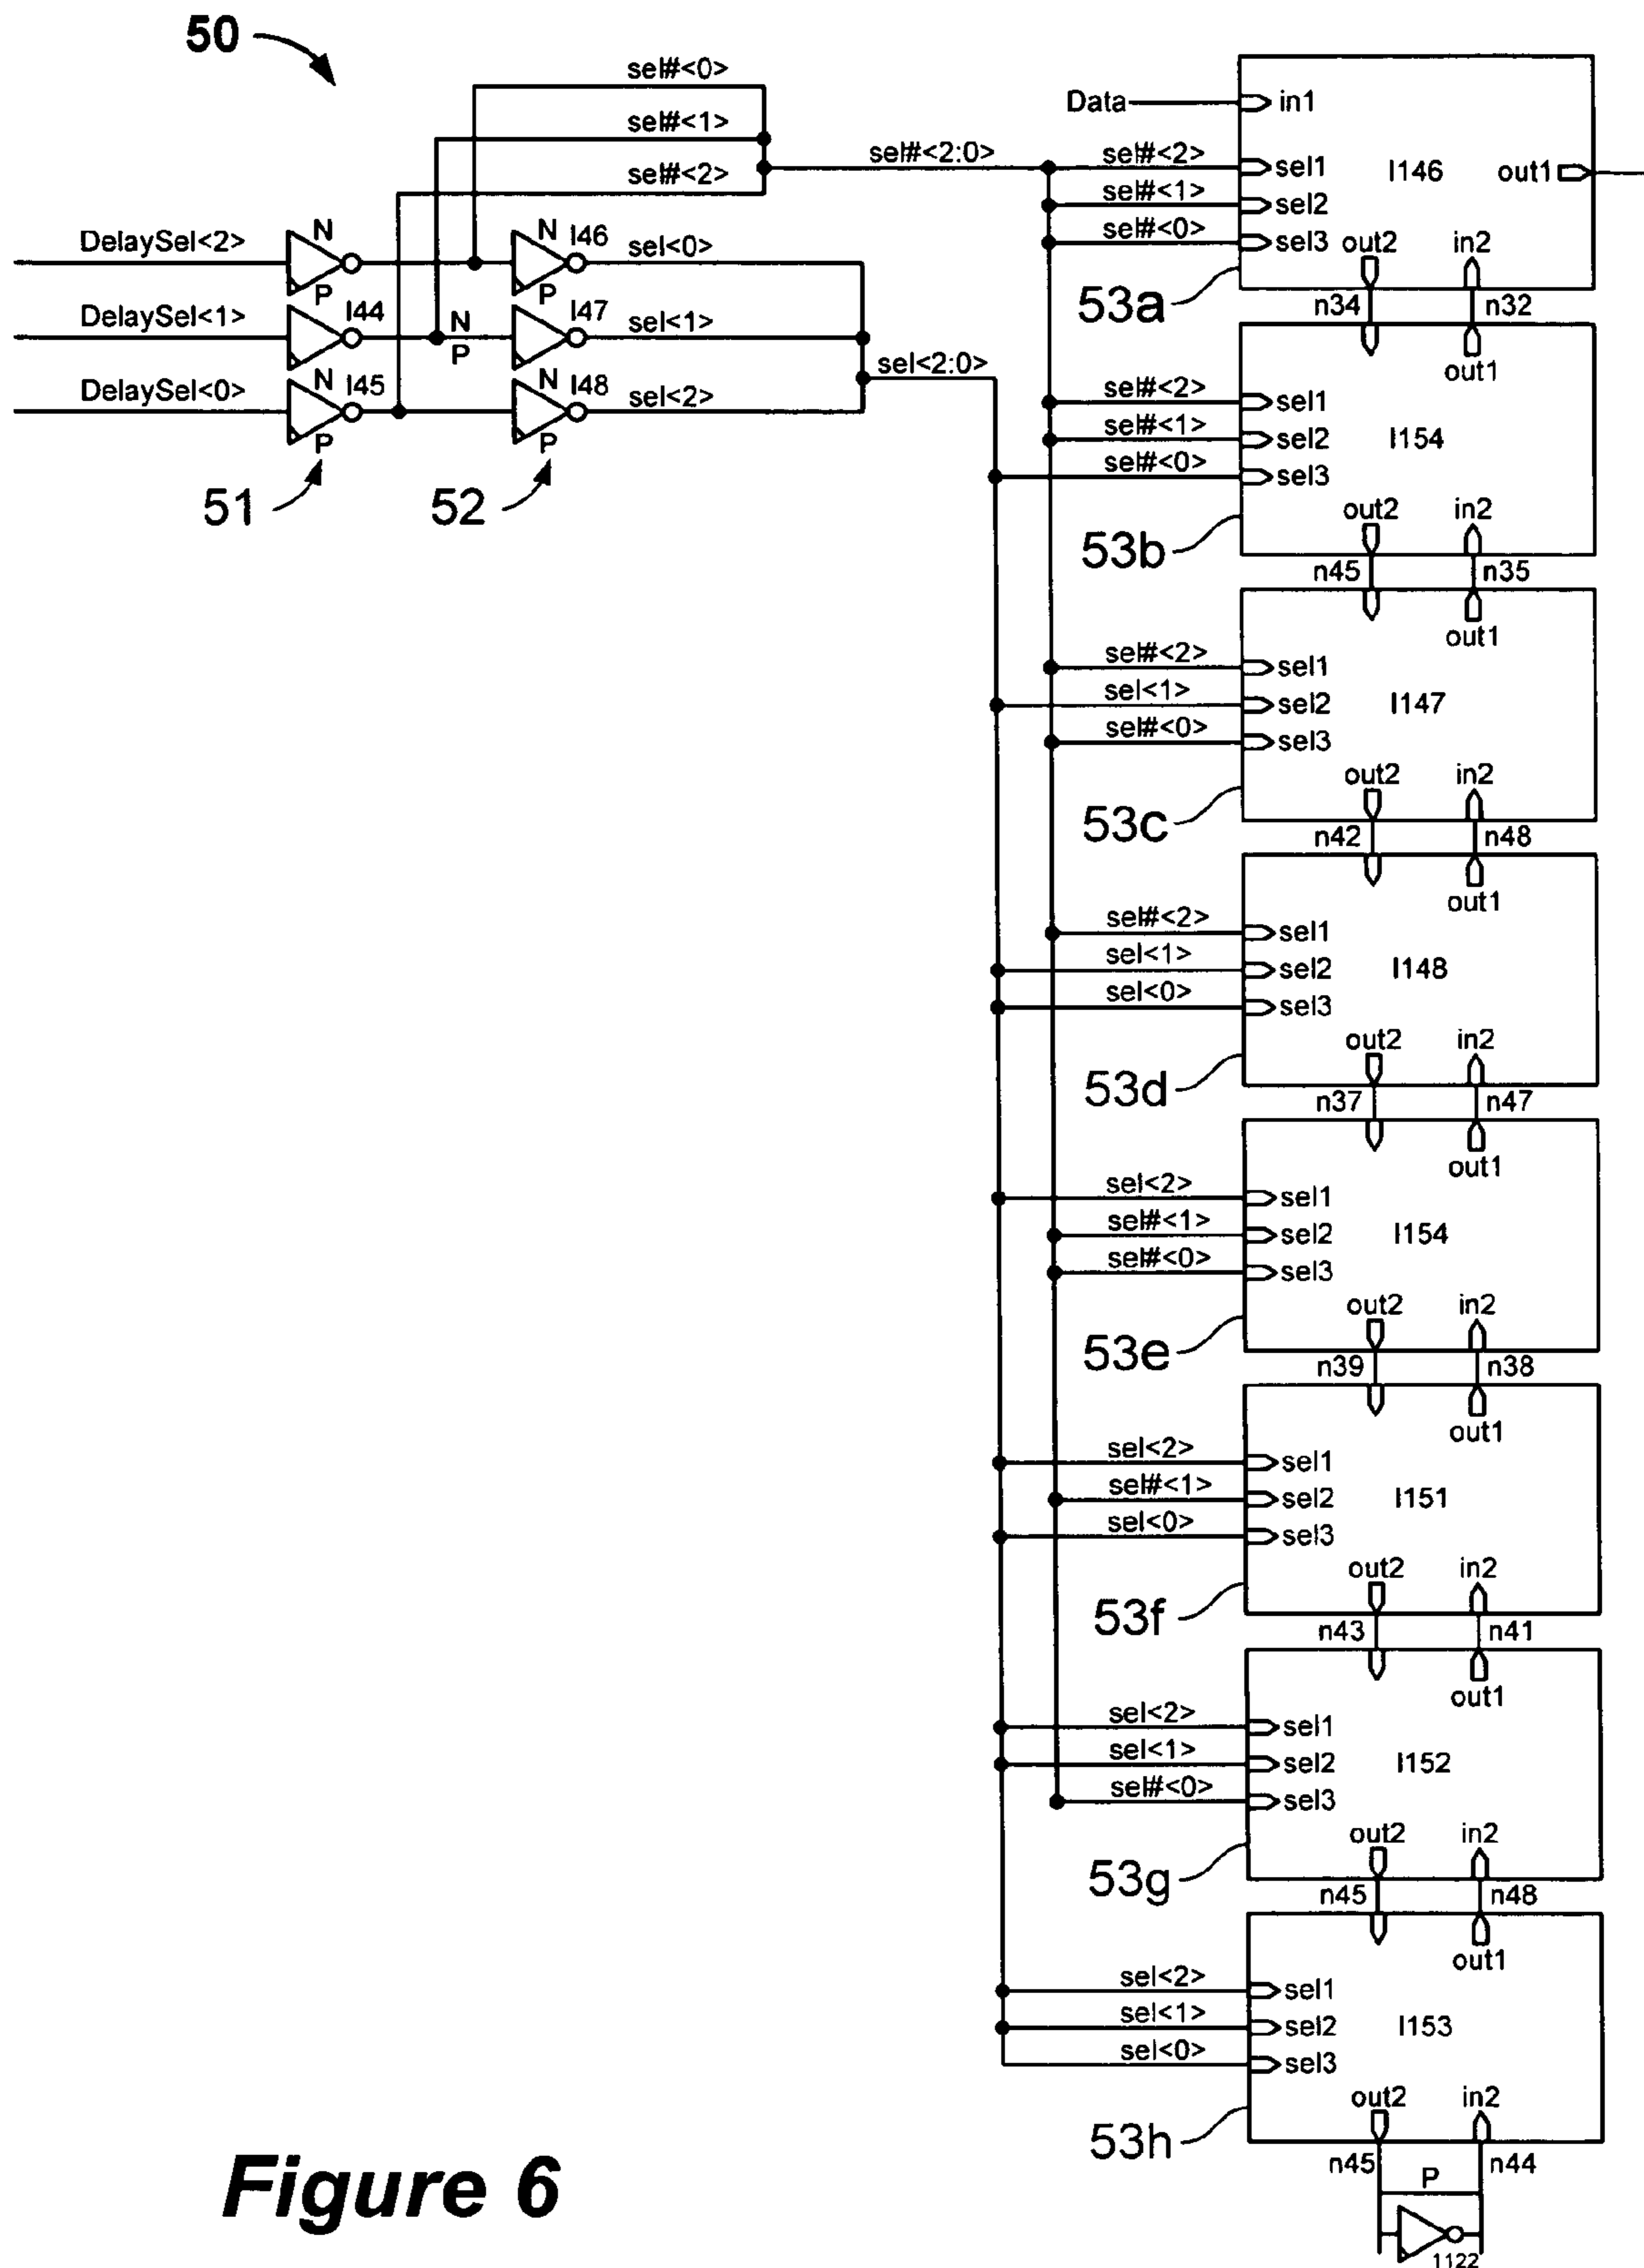 50
sel#<0>
sel#<1>
sel#<2>
sel#<2:0>
DelaySel<2>
N
P
N I46
P
sel<0>
DelaySel<1>
I44
N
P
I47
sel<1>
DelaySel<0>
N I45
P
N I48
P
sel<2>
sel<2:0>
51
52
Data
in1
sel#<2>
sel1
I146
out1
sel#<1>
sel2
sel#<0>
sel3
out2
in2
53a
n34
n32
out1
sel#<2>
sel1
sel#<1>
sel2
I154
sel#<0>
sel3
out2
in2
53b
n45
n35
out1
sel#<2>
sel1
sel<1>
sel2
I147
sel#<0>
sel3
out2
in2
53c
n42
n48
out1
sel#<2>
sel1
sel<1>
sel2
I148
sel<0>
sel3
out2
in2
53d
n37
n47
out1
sel<2>
sel1
sel#<1>
sel2
I154
sel#<0>
sel3
out2
in2
53e
n39
n38
out1
sel<2>
sel1
sel#<1>
sel2
I151
sel<0>
sel3
out2
in2
53f
n43
n41
out1
sel<2>
sel1
sel<1>
sel2
I152
sel#<0>
sel3
out2
in2
53g
n45
n48
out1
sel<2>
sel1
sel<1>
sel2
I153
sel<0>
sel3
out2
in2
53h
n45
n44
P
1122
Figure 6